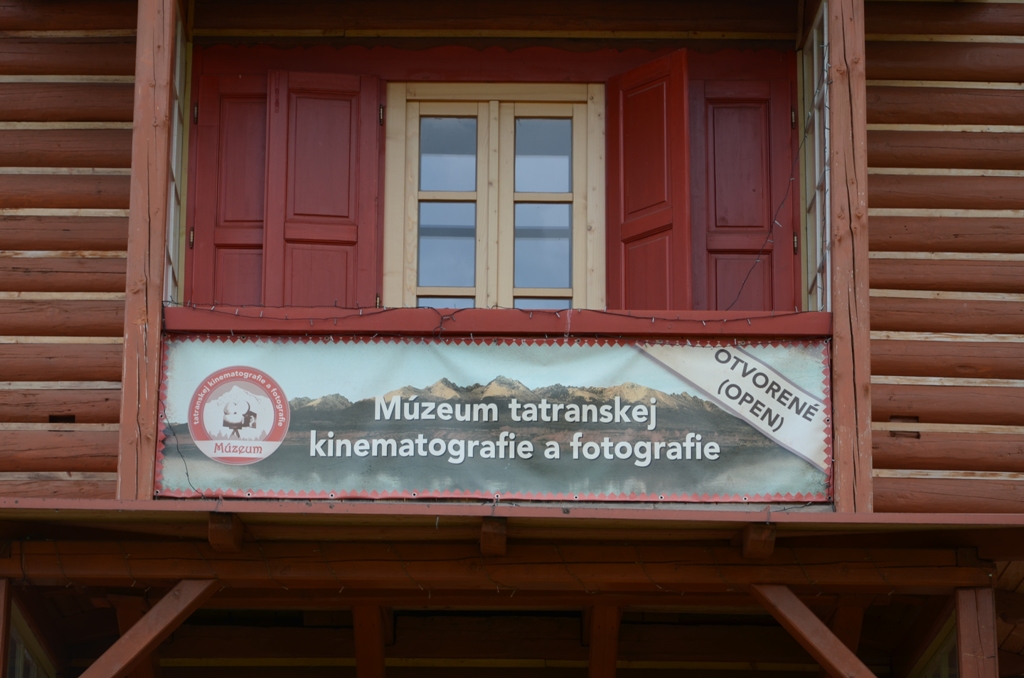 tatranskej kinematografie a fotografie
Múzeum
Múzeum tatranskej
kinematografie a fotografie
OTVORENÉ
(OPEN)